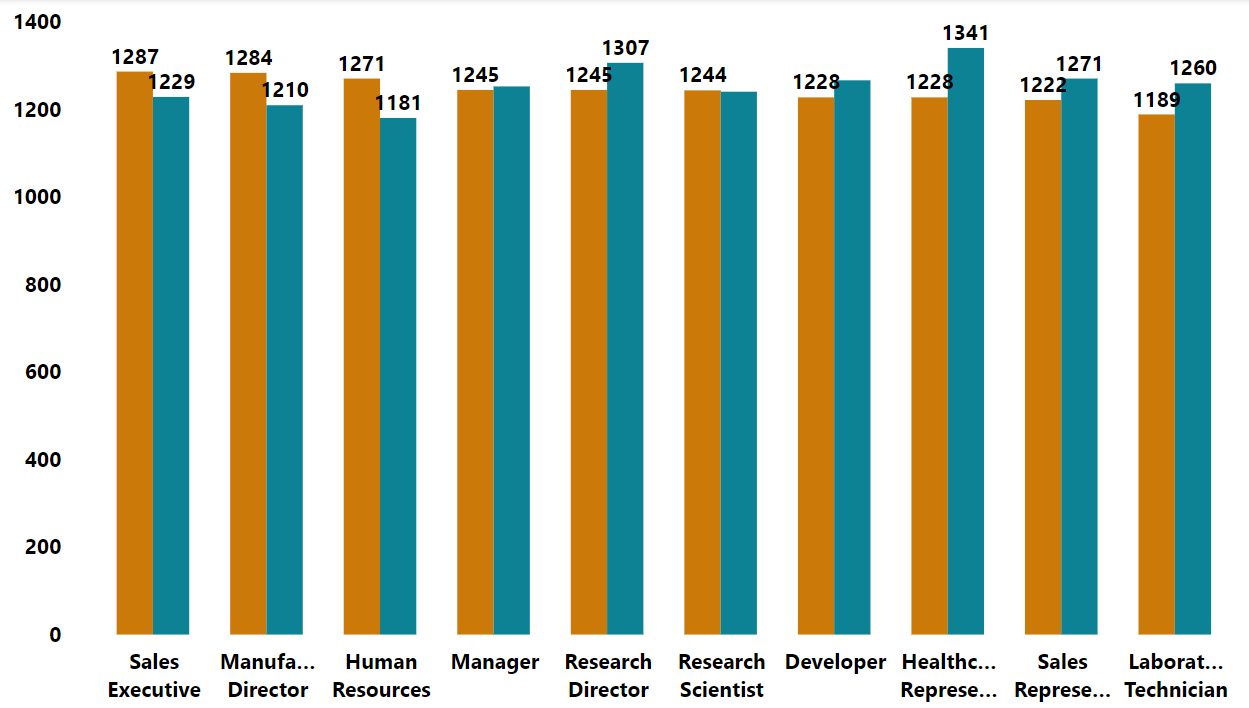 1400
1200
1000
800
600
400
200
0
1287
1229
1284
1210
1271
1181
1245
1245
1307
1244
1228
1228
1341
1222
1271
1189
1260
Sales
Executive
Manufa...
Director
Human
Resources
Manager
Research
Director
Research
Scientist
Developer
Healthc...
Represe...
Sales
Represe...
Laborat...
Technician